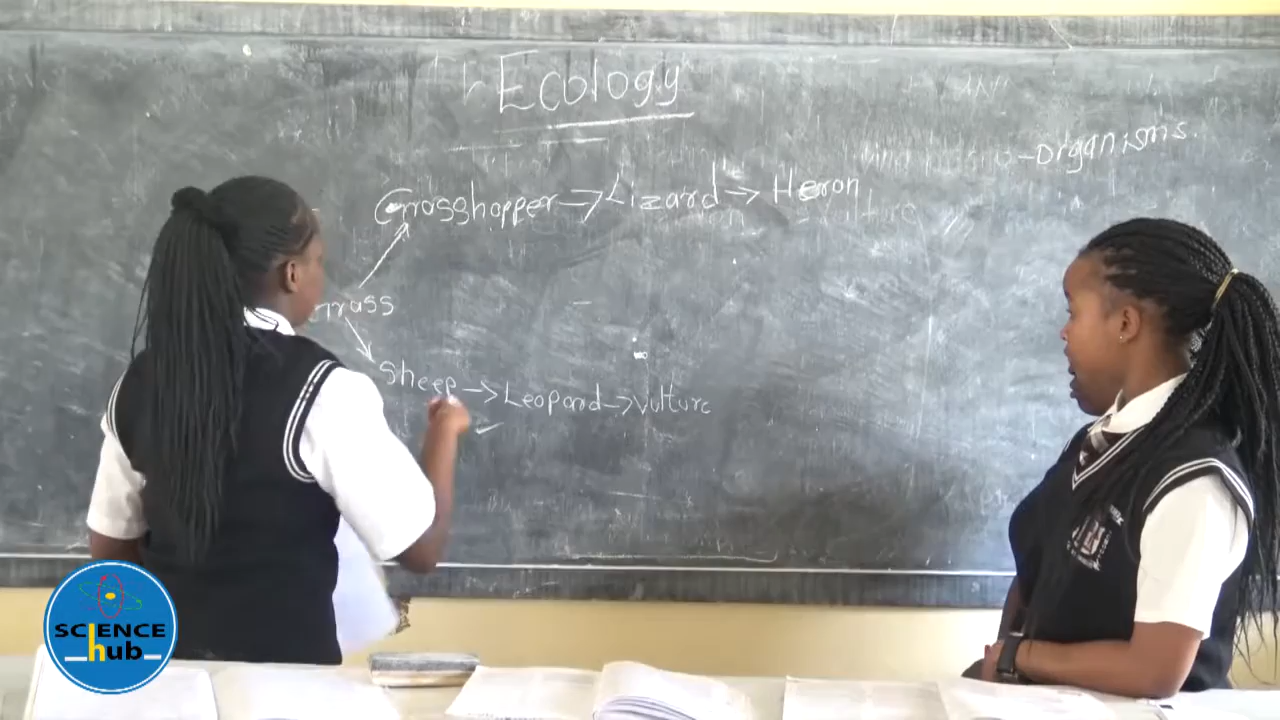 Ecology
-Organisms.
Grasshopper → Lizard → Heron
Grass
Sheep → Leopard → Vulture
SCIENCE
hub